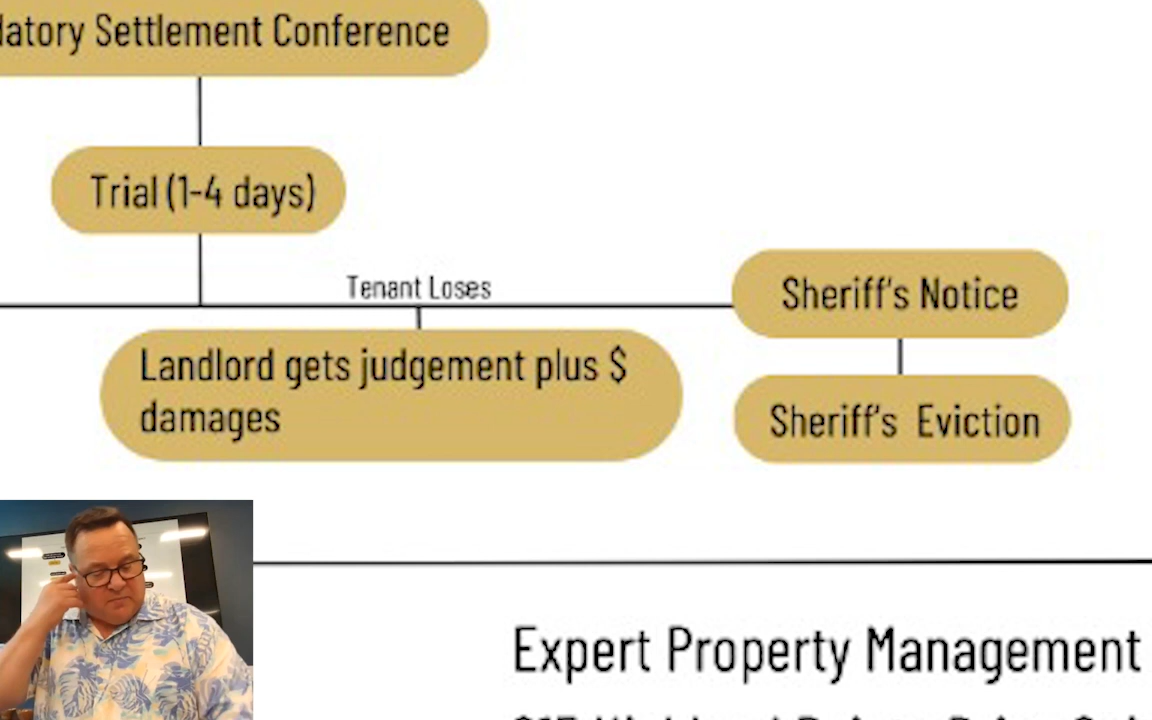 Settlement Conference
Trial (1-4 days)
Tenant Loses
Sheriff's Notice
Landlord gets judgement plus $
damages
Sheriff's Eviction
Expert Property Management